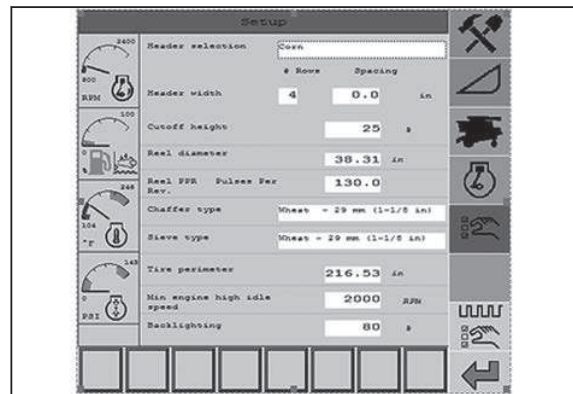 Setup
2400
800
RPM
Header selection
Corn
# Rows
Spacing
Header width
4
0.0
in
100
0
Cutoff height
25
Reel diameter
38.31
in
Reel PPR Pulses Per Rev.
130.0
248
104
°F
Chaffer type
Wheat - 29 mm (1-1/8 in)
Sieve type
Wheat - 29 mm (1-1/8 in)
145
0
PSI
Tire perimeter
216.53
in
Min engine high idle speed
2000
RPM
Backlighting
80